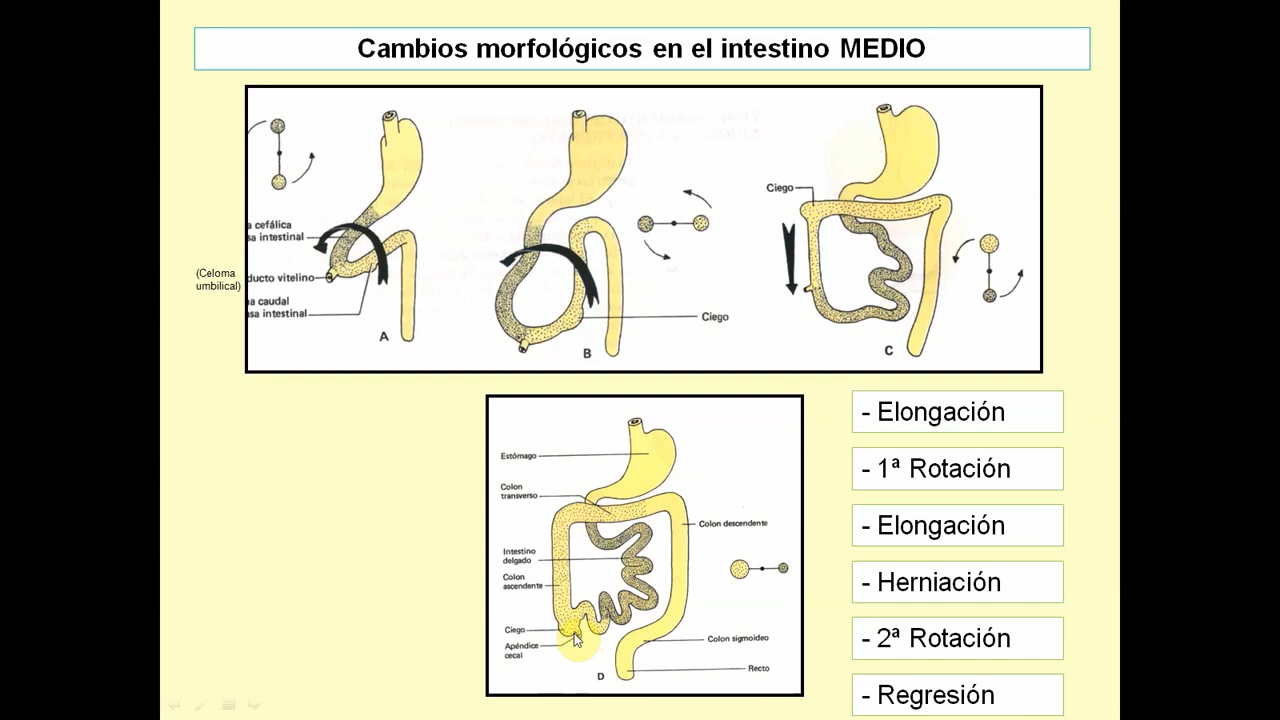 Cambios morfológicos en el intestino MEDIO
a cefálica
sa intestinal
(Celoma
umbilical)
ducto vitelino
a caudal
sa intestinal
A
B
Ciego
Ciego
C
Estómago
Colon
transverso
Colon descendente
Intestino
delgado
Colon
ascendente
Ciego
Apéndice
cecal
Colon sigmoideo
Recto
D
- Elongación
- 1ª Rotación
- Elongación
- Herniación
- 2ª Rotación
- Regresión